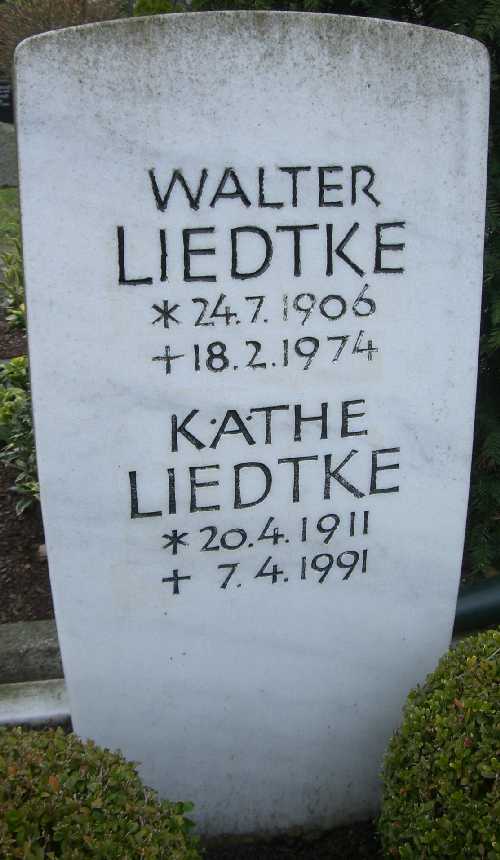 WALTER
LIEDTKE
* 24.7.1906
+ 18.2.1974
KÄTHE
LIEDTKE
* 20.4.1911
+ 7.4.1991